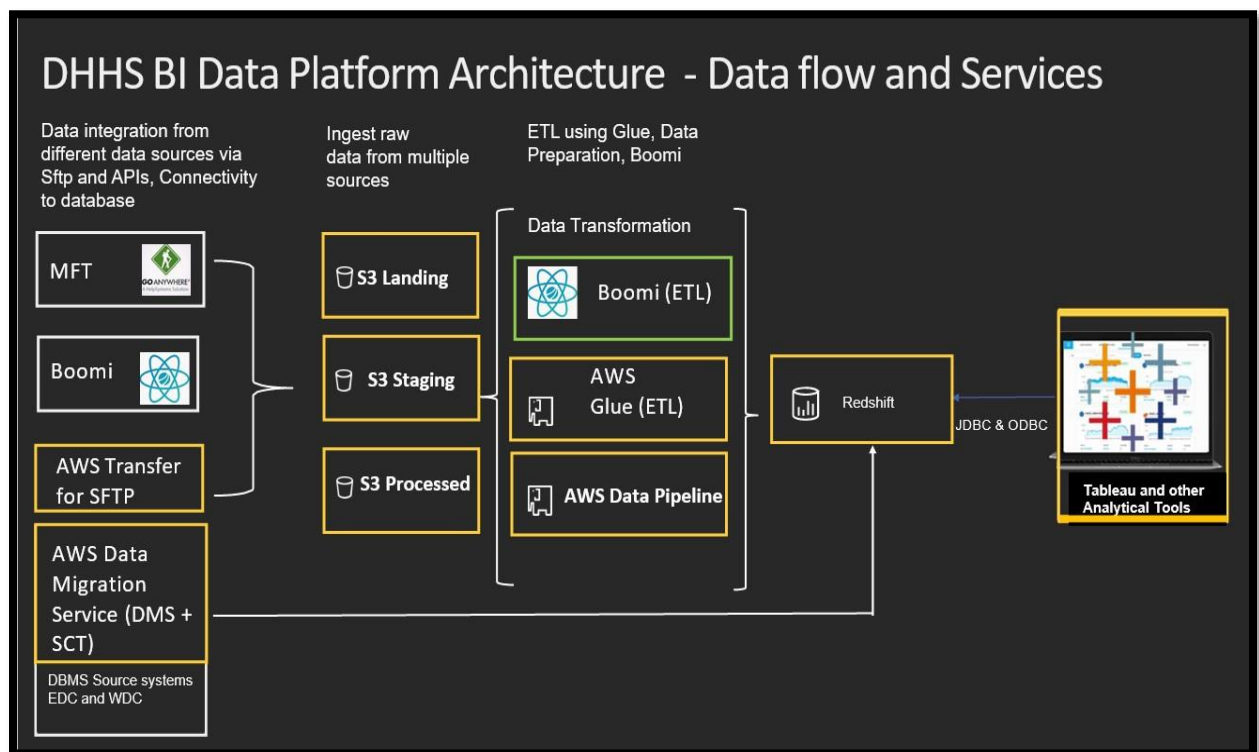 DHHS BI Data Platform Architecture - Data flow and Services
Data integration from
different data sources via
Sftp and APIs, Connectivity
to database
Ingest raw
data from multiple
sources
ETL using Glue, Data
Preparation, Boomi
MFT
GO ANYWHERE
Boomi
AWS Transfer
for SFTP
AWS Data
Migration
Service (DMS +
SCT)
DBMS Source systems
EDC and WDC
S3 Landing
S3 Staging
S3 Processed
Data Transformation
Boomi (ETL)
AWS
Glue (ETL)
AWS Data Pipeline
Redshift
JDBC & ODBC
Tableau and other
Analytical Tools